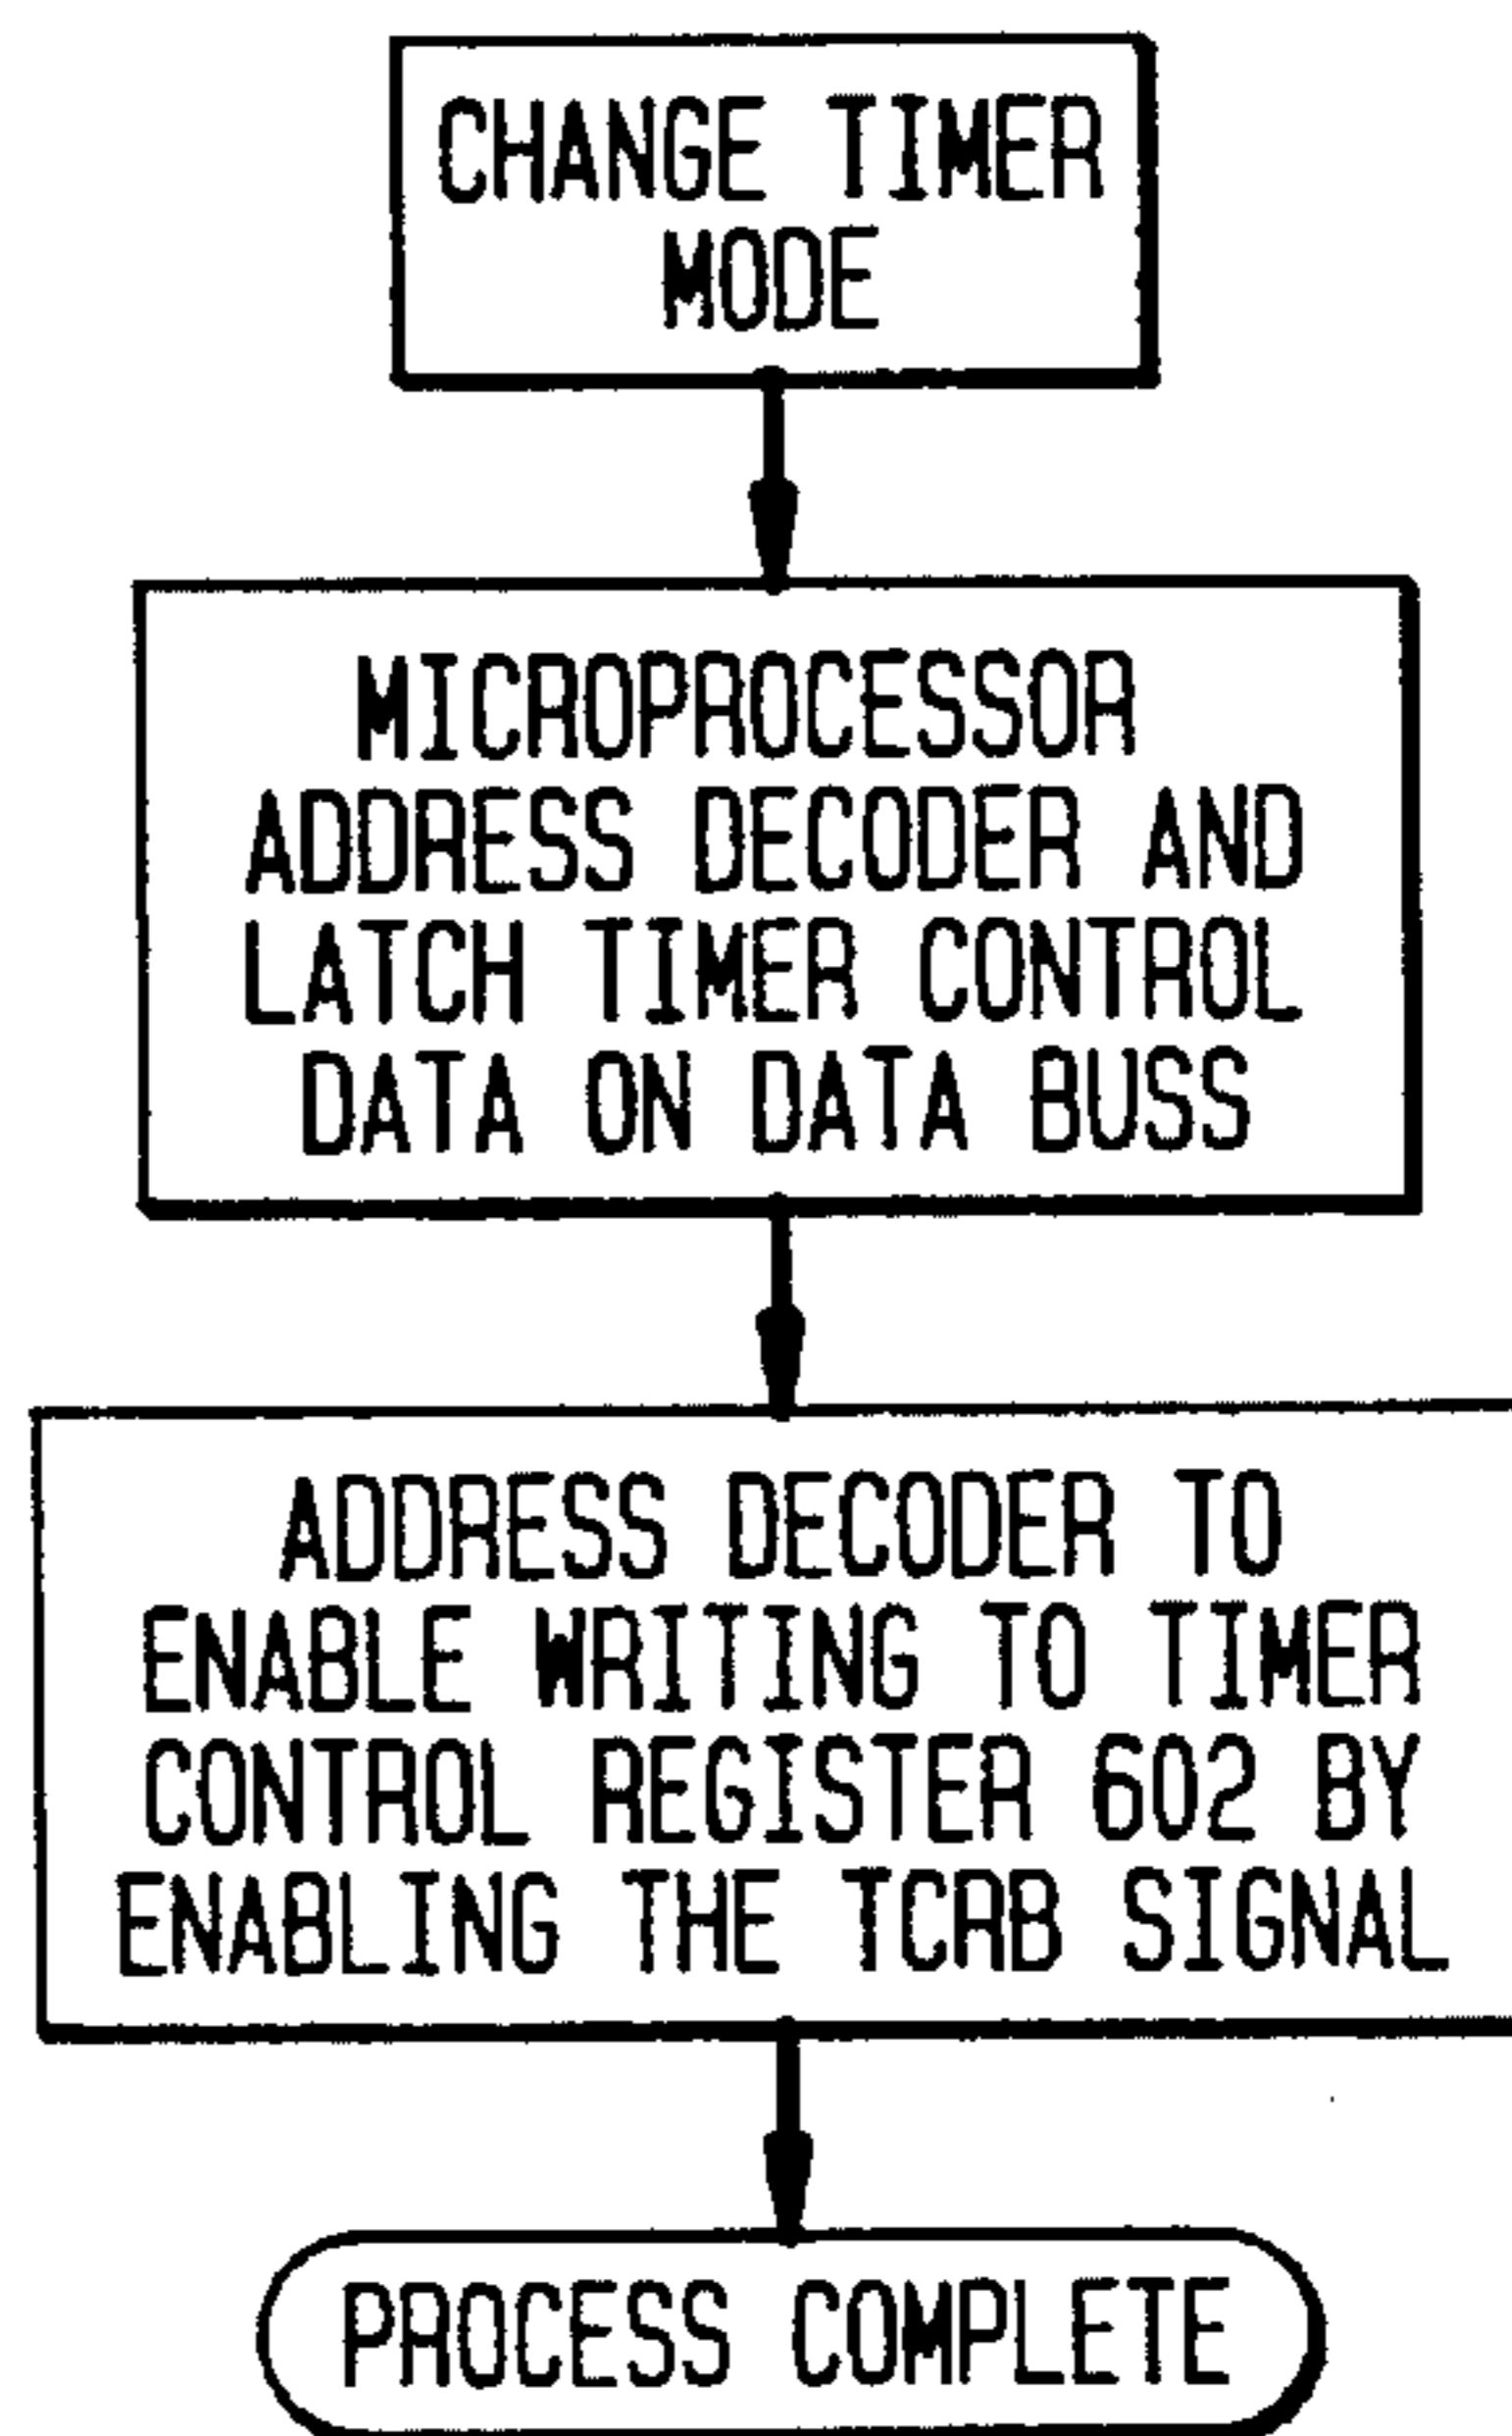 CHANGE TIMER
MODE
MICROPROCESSOR
ADDRESS DECODER AND
LATCH TIMER CONTROL
DATA ON DATA BUSS
ADDRESS DECODER TO
ENABLE WRITING TO TIMER
CONTROL REGISTER 602 BY
ENABLING THE TCRB SIGNAL
PROCESS COMPLETE